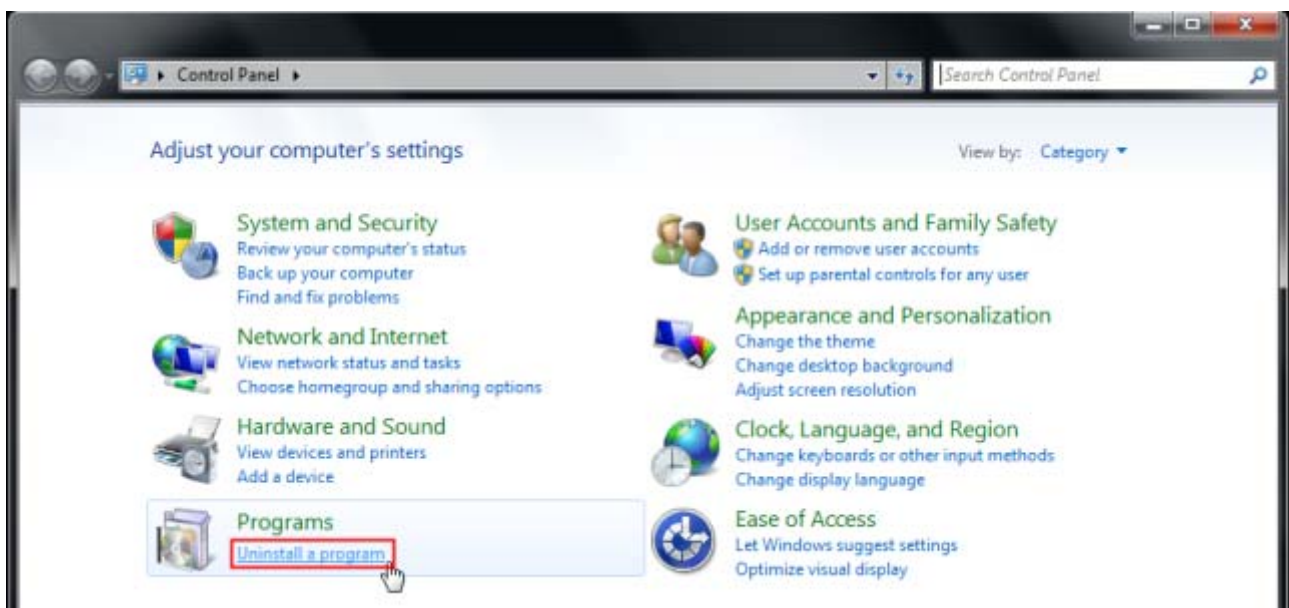 Control Panel
Search Control Panel
Adjust your computer's settings
View by: Category
System and Security
Review your computer's status
Back up your computer
Find and fix problems
Network and Internet
View network status and tasks
Choose homegroup and sharing options
Hardware and Sound
View devices and printers
Add a device
Programs
Uninstall a program
User Accounts and Family Safety
Add or remove user accounts
Set up parental controls for any user
Appearance and Personalization
Change the theme
Change desktop background
Adjust screen resolution
Clock, Language, and Region
Change keyboards or other input methods
Change display language
Ease of Access
Let Windows suggest settings
Optimize visual display